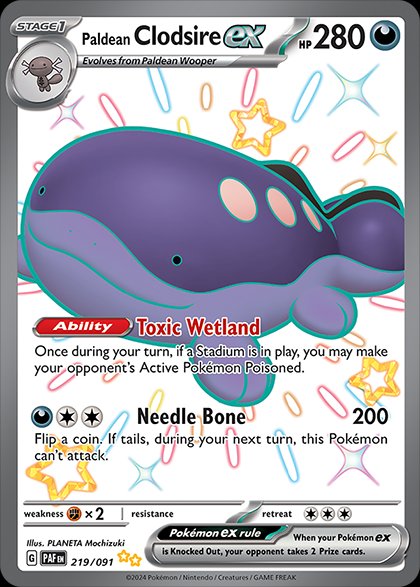 STAGE 1
Paldean Clodsire ex HP 280
Evolves from Paldean Wooper
Ability Toxic Wetland
Once during your turn, if a Stadium is in play, you may make
your opponent's Active Pokémon Poisoned.
Needle Bone 200
Flip a coin. If tails, during your next turn, this Pokémon
can't attack.
weakness ×2 resistance retreat
Illus. PLANETA Mochizuki
Pokémon ex rule
When your Pokémon ex
is Knocked Out, your opponent takes 2 Prize cards.
G PAF EN 219/091
©2024 Pokémon / Nintendo / Creatures / GAME FREAK